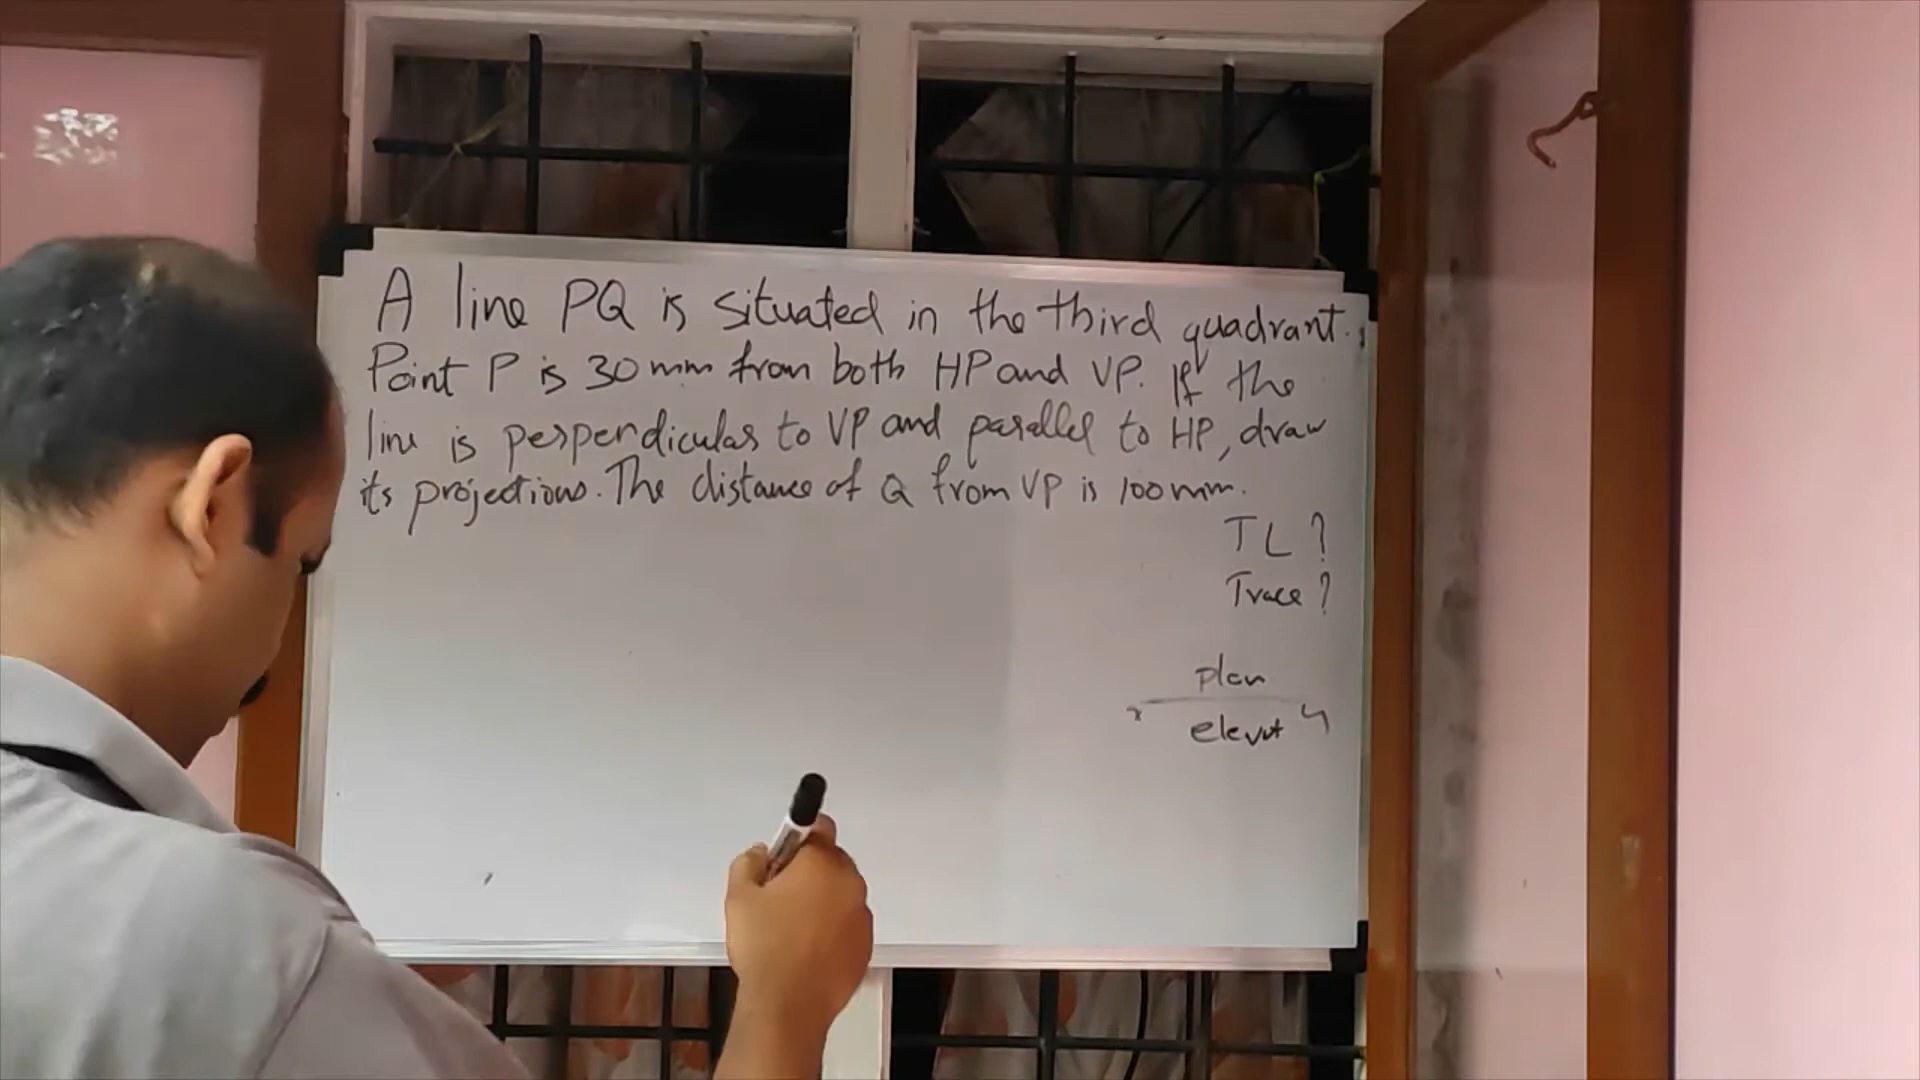 A line PQ is situated in the third quadrant.
Point P is 30 mm from both HP and VP. If the
line is perpendicular to VP and parallel to HP, draw
its projections. The distance of Q from VP is 100 mm.
TL ?
Trace ?
plan
x y
elevat